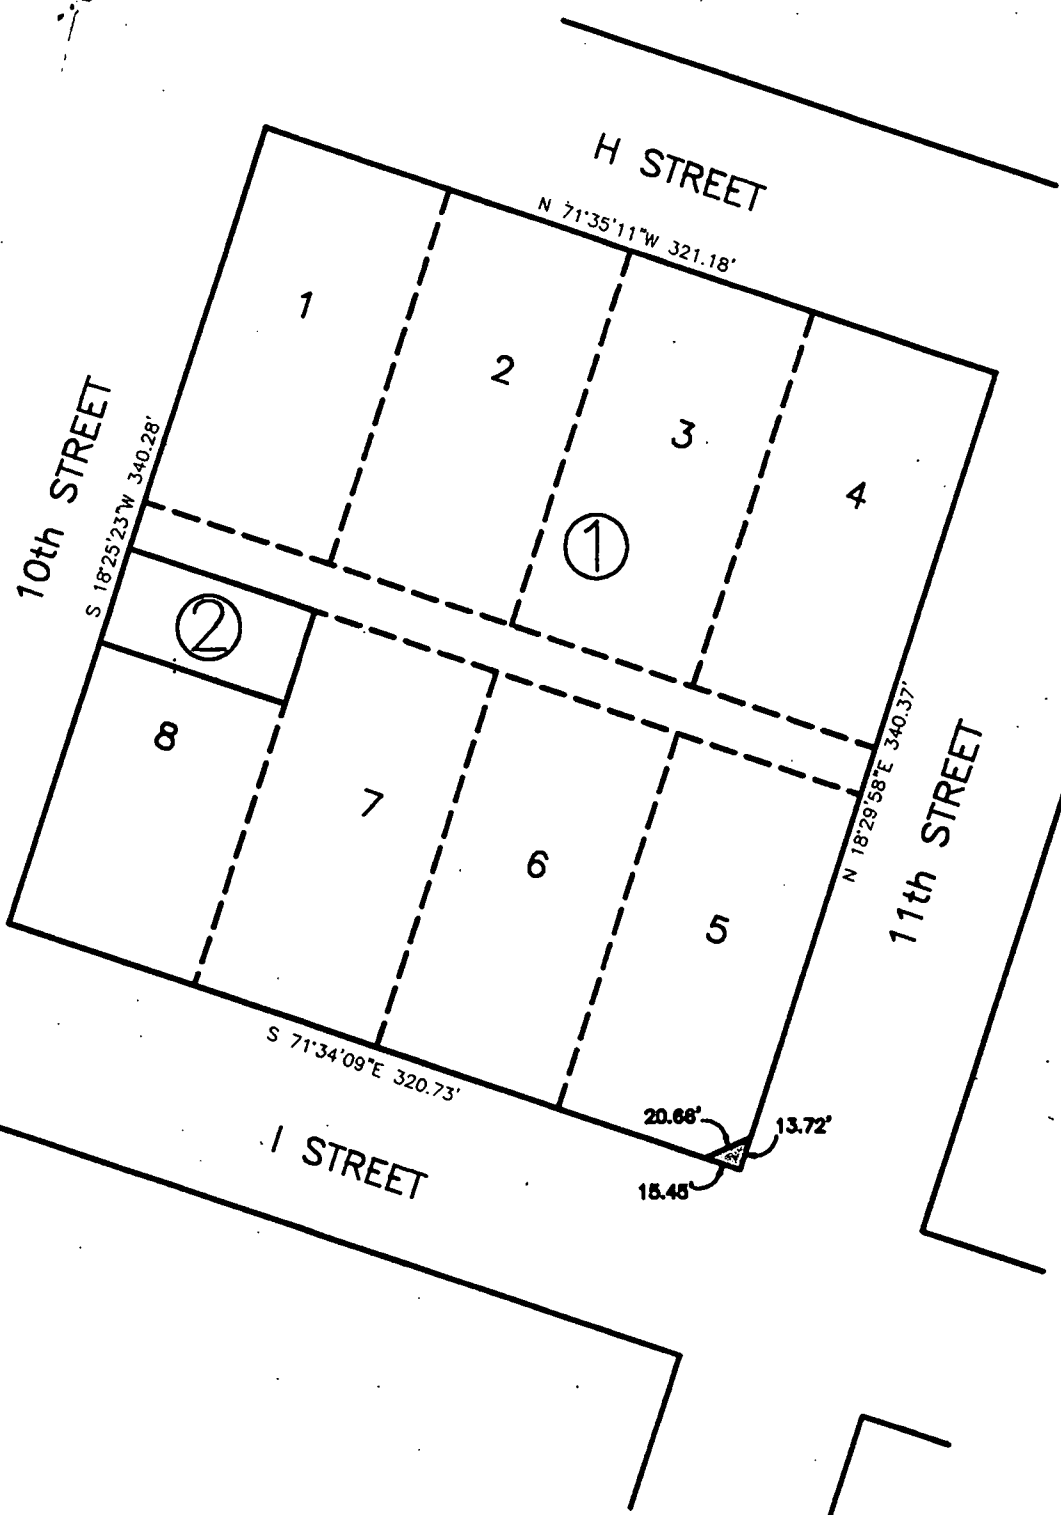 H STREET
N 71°35'11"W 321.18'
1
2
3
4
10th STREET
S 18°25'23"W 340.28'
1
2
8
7
6
5
N 18°29'58"E 340.37'
11th STREET
S 71°34'09"E 320.73'
I STREET
20.66'
13.72'
15.45'